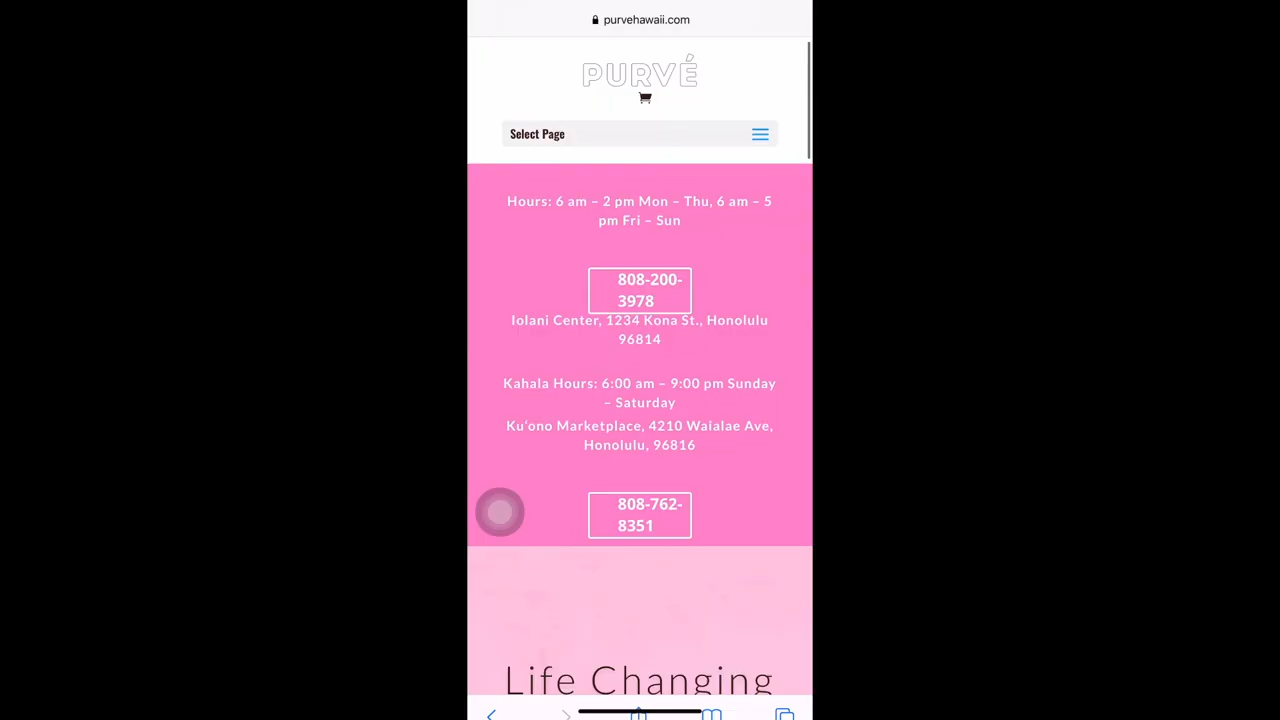 purvehawaii.com
PURVÉ
Select Page
Hours: 6 am – 2 pm Mon – Thu, 6 am – 5
pm Fri – Sun
808-200-
3978
Iolani Center, 1234 Kona St., Honolulu
96814
Kahala Hours: 6:00 am – 9:00 pm Sunday
– Saturday
Ku'ono Marketplace, 4210 Waialae Ave,
Honolulu, 96816
808-762-
8351
Life Changing